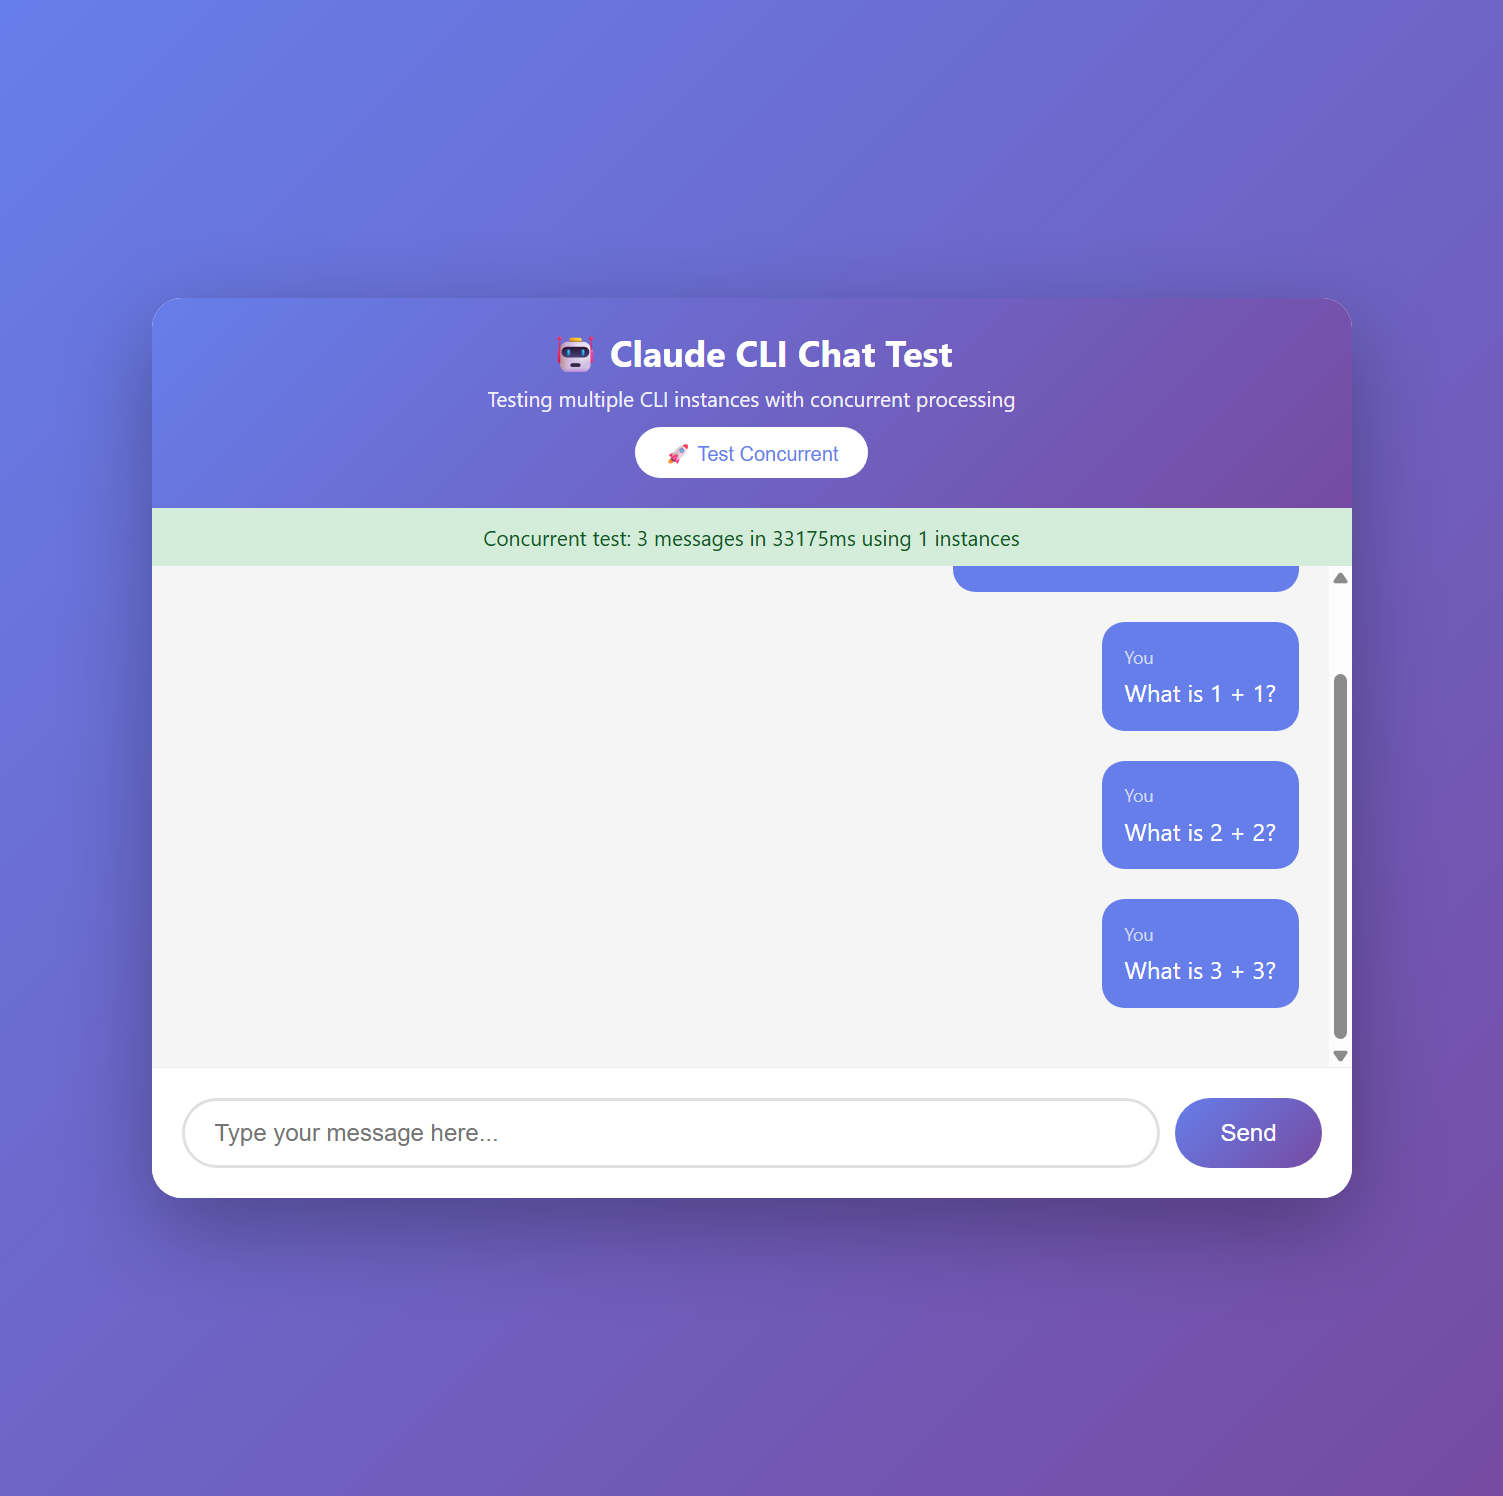 Claude CLI Chat Test
Testing multiple CLI instances with concurrent processing
Test Concurrent
Concurrent test: 3 messages in 33175ms using 1 instances
You
What is 1 + 1?
You
What is 2 + 2?
You
What is 3 + 3?
Type your message here...
Send